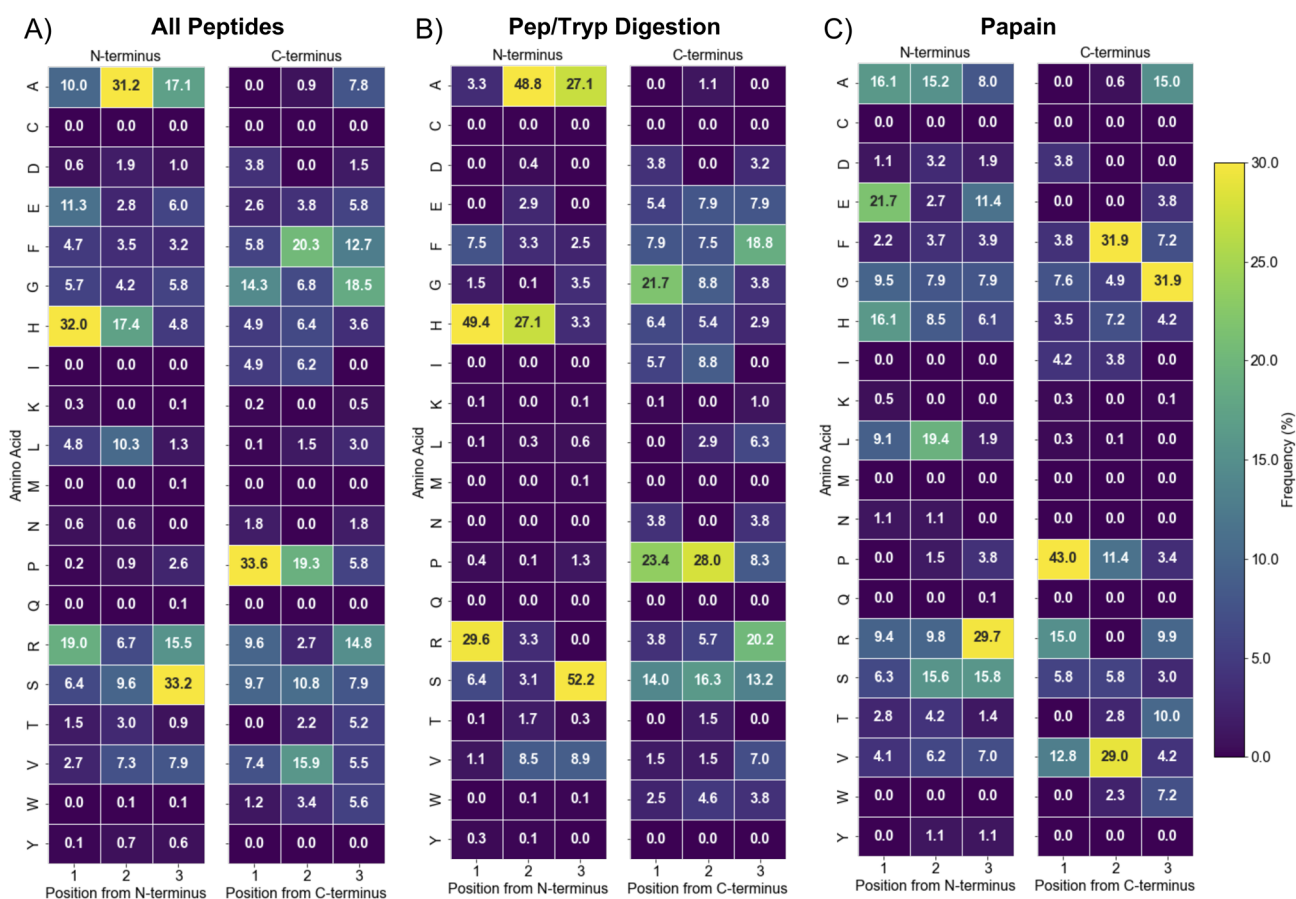 A) All Peptides B) Pep/Tryp Digestion C) Papain
N-terminus C-terminus N-terminus C-terminus N-terminus C-terminus
A 10.0 31.2 17.1 0.0 0.9 7.8 3.3 48.8 27.1 0.0 1.1 0.0 A 16.1 15.2 8.0 0.0 0.6 15.0
C 0.0 0.0 0.0 0.0 0.0 0.0 C 0.0 0.0 0.0 0.0 0.0 0.0 C 0.0 0.0 0.0 0.0 0.0 0.0
D 0.6 1.9 1.0 3.8 0.0 1.5 D 0.0 0.4 0.0 3.8 0.0 3.2 D 1.1 3.2 1.9 3.8 0.0 0.0
E 11.3 2.8 6.0 2.6 3.8 5.8 E 0.0 2.9 0.0 5.4 7.9 7.9 E 21.7 2.7 11.4 0.0 0.0 3.8
F 4.7 3.5 3.2 5.8 20.3 12.7 F 7.5 3.3 2.5 7.9 7.5 18.8 F 2.2 3.7 3.9 3.8 31.9 7.2
G 5.7 4.2 5.8 14.3 6.8 18.5 G 1.5 0.1 3.5 21.7 8.8 3.8 G 9.5 7.9 7.9 7.6 4.9 31.9
H 32.0 17.4 4.8 4.9 6.4 3.6 H 49.4 27.1 3.3 6.4 5.4 2.9 H 16.1 8.5 6.1 3.5 7.2 4.2
I 0.0 0.0 0.0 4.9 6.2 0.0 I 0.0 0.0 0.0 5.7 8.8 0.0 I 0.0 0.0 0.0 4.2 3.8 0.0
K 0.3 0.0 0.1 0.2 0.0 0.5 K 0.1 0.0 0.1 0.1 0.0 1.0 K 0.5 0.0 0.0 0.3 0.0 0.1
L 4.8 10.3 1.3 0.1 1.5 3.0 L 0.1 0.3 0.6 0.0 2.9 6.3 L 9.1 19.4 1.9 0.3 0.1 0.0
M 0.0 0.0 0.1 0.0 0.0 0.0 M 0.0 0.0 0.1 0.0 0.0 0.0 M 0.0 0.0 0.0 0.0 0.0 0.0
N 0.6 0.6 0.0 1.8 0.0 1.8 N 0.0 0.0 0.0 3.8 0.0 3.8 N 1.1 1.1 0.0 0.0 0.0 0.0
P 0.2 0.9 2.6 33.6 19.3 5.8 P 0.4 0.1 1.3 23.4 28.0 8.3 P 0.0 1.5 3.8 43.0 11.4 3.4
Q 0.0 0.0 0.1 0.0 0.0 0.0 Q 0.0 0.0 0.0 0.0 0.0 0.0 Q 0.0 0.0 0.1 0.0 0.0 0.0
R 19.0 6.7 15.5 9.6 2.7 14.8 R 29.6 3.3 0.0 3.8 5.7 20.2 R 9.4 9.8 29.7 15.0 0.0 9.9
S 6.4 9.6 33.2 9.7 10.8 7.9 S 6.4 3.1 52.2 14.0 16.3 13.2 S 6.3 15.6 15.8 5.8 5.8 3.0
T 1.5 3.0 0.9 0.0 2.2 5.2 T 0.1 1.7 0.3 0.0 1.5 0.0 T 2.8 4.2 1.4 0.0 2.8 10.0
V 2.7 7.3 7.9 7.4 15.9 5.5 V 1.1 8.5 8.9 1.5 1.5 7.0 V 4.1 6.2 7.0 12.8 29.0 4.2
W 0.0 0.1 0.1 1.2 3.4 5.6 W 0.0 0.1 0.1 2.5 4.6 3.8 W 0.0 0.0 0.0 0.0 2.3 7.2
Y 0.1 0.7 0.6 0.0 0.0 0.0 Y 0.3 0.1 0.0 0.0 0.0 0.0 Y 0.0 1.1 1.1 0.0 0.0 0.0
1 2 3 1 2 3 1 2 3 1 2 3 1 2 3 1 2 3
Position from N-terminus Position from C-terminus Position from N-terminus Position from C-terminus Position from N-terminus Position from C-terminus
Amino Acid
Amino Acid
Amino Acid
30.0
25.0
20.0
15.0
10.0
5.0
0.0
Frequency (%)